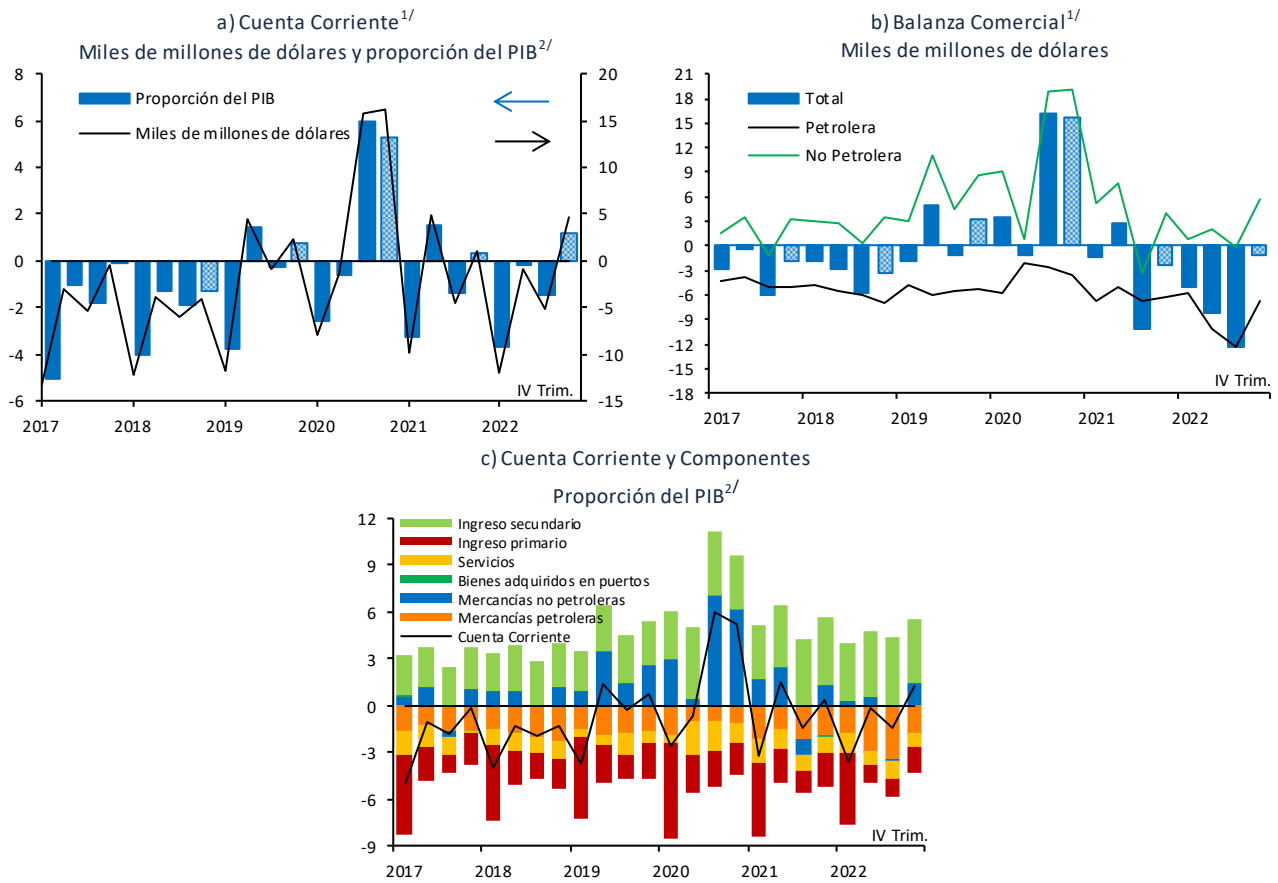 a) Cuenta Corriente1/
Miles de millones de dólares y proporción del PIB2/
8
6
4
2
0
-2
-4
-6
20
15
10
5
0
-5
-10
-15
Proporción del PIB
Miles de millones de dólares
IV Trim.
2017 2018 2019 2020 2021 2022
b) Balanza Comercial1/
Miles de millones de dólares
21
18
15
12
9
6
3
0
-3
-6
-9
-12
-15
-18
Total
Petrolera
No Petrolera
IV Trim.
2017 2018 2019 2020 2021 2022
c) Cuenta Corriente y Componentes
Proporción del PIB2/
12
9
6
3
0
-3
-6
-9
Ingreso secundario
Ingreso primario
Servicios
Bienes adquiridos en puertos
Mercancías no petroleras
Mercancías petroleras
Cuenta Corriente
IV Trim.
2017 2018 2019 2020 2021 2022